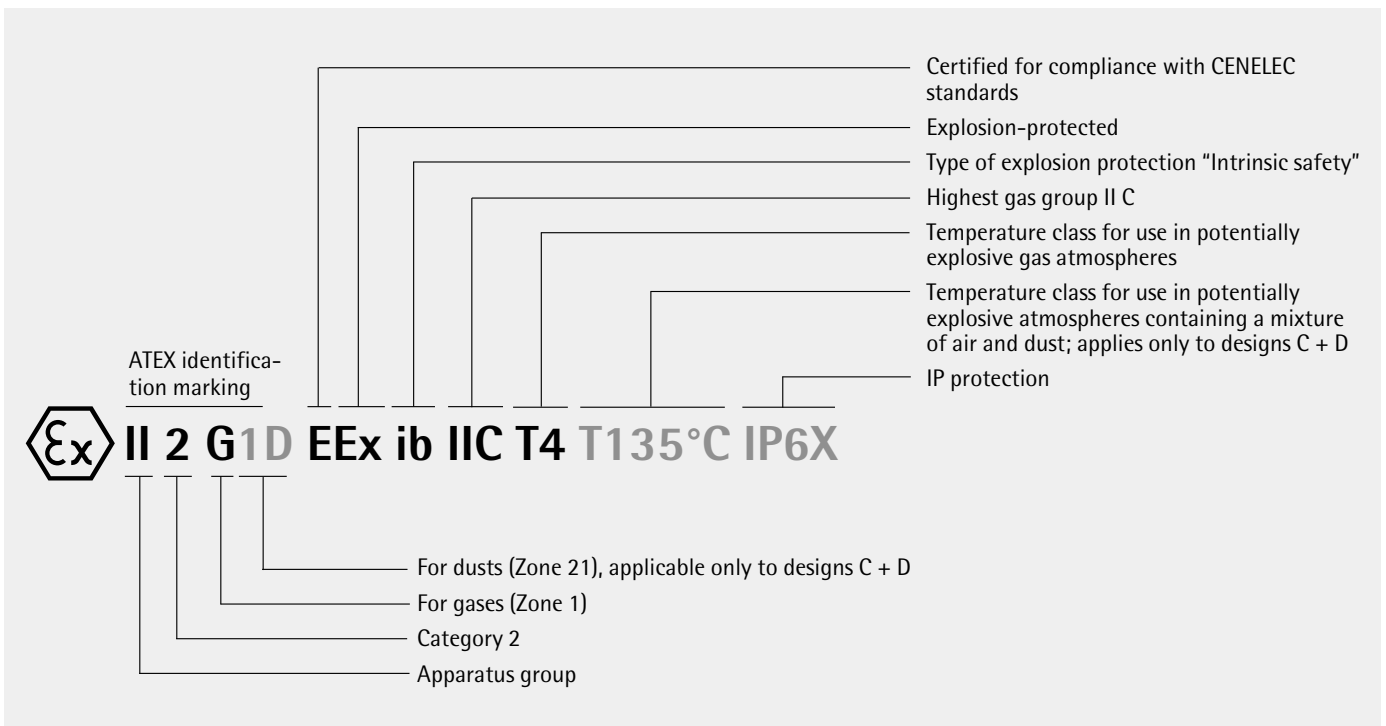 Certified for compliance with CENELEC
standards
Explosion-protected
Type of explosion protection “Intrinsic safety”
Highest gas group II C
Temperature class for use in potentially
explosive gas atmospheres
Temperature class for use in potentially
explosive atmospheres containing a mixture
of air and dust; applies only to designs C + D
IP protection
ATEX identifica-
tion marking
Ex II 2 G1D EEx ib IIC T4 T135°C IP6X
For dusts (Zone 21), applicable only to designs C + D
For gases (Zone 1)
Category 2
Apparatus group